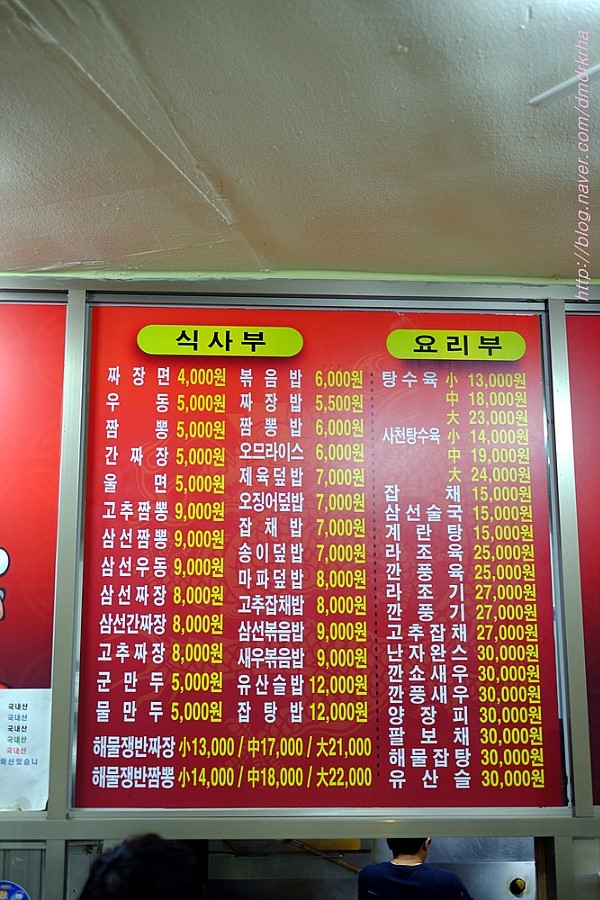 http://blog.naver.com/dmdrkrha
식사부
짜장면 4,000원
우동 5,000원
짬뽕 5,000원
간짜장 5,000원
울면 5,000원
고추짬뽕 9,000원
삼선짬뽕 9,000원
삼선우동 9,000원
삼선짜장 8,000원
삼선간짜장 8,000원
고추짜장 8,000원
군만두 5,000원
물만두 5,000원
볶음밥 6,000원
짜장밥 5,500원
짬뽕밥 6,000원
오므라이스 6,000원
제육덮밥 7,000원
오징어덮밥 7,000원
잡채밥 7,000원
송이덮밥 7,000원
마파덮밥 8,000원
고추잡채밥 8,000원
삼선볶음밥 9,000원
새우볶음밥 9,000원
유산슬밥 12,000원
잡탕밥 12,000원
해물쟁반짜장 小13,000 / 中17,000 / 大21,000
해물쟁반짬뽕 小14,000 / 中18,000 / 大22,000
요리부
탕수육 小 13,000원
中 18,000원
大 23,000원
사천탕수육 小 14,000원
中 19,000원
大 24,000원
잡채 15,000원
삼선술국 15,000원
계란탕 15,000원
라조육 25,000원
깐풍육 25,000원
라조기 27,000원
깐풍기 27,000원
고추잡채 27,000원
난자완스 30,000원
깐쇼새우 30,000원
깐풍새우 30,000원
양장피 30,000원
팔보채 30,000원
해물잡탕 30,000원
유산슬 30,000원
국내산
국내산
국내산
국내산
국내산